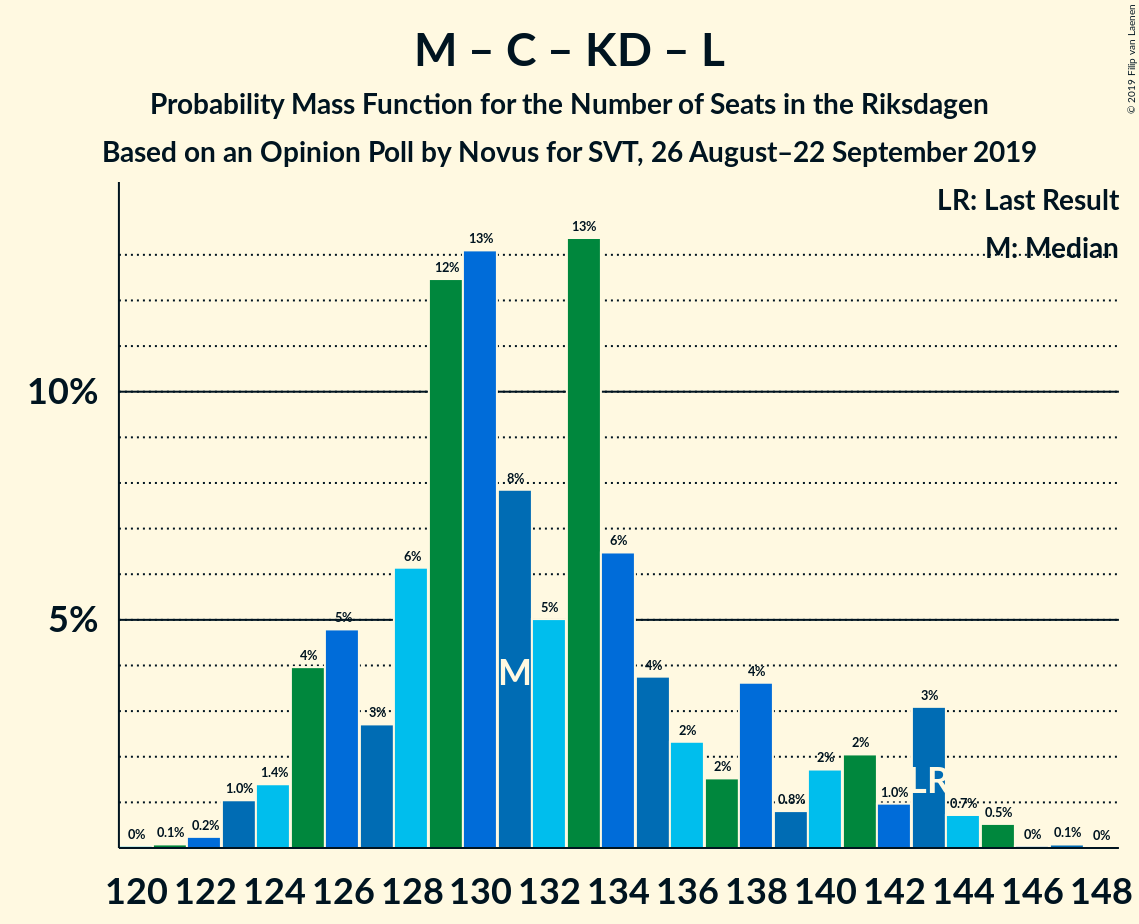 M – C – KD – L
Probability Mass Function for the Number of Seats in the Riksdagen
Based on an Opinion Poll by Novus for SVT, 26 August–22 September 2019
© 2019 Filip van Laenen
LR: Last Result
M: Median
10%
5%
0% 0.1% 0.2% 1.0% 1.4% 4% 5% 3% 6% 12% 13% 8% 5% 13% 6% 4% 2% 2% 4% 0.8% 2% 2% 1.0% 3% 0.7% 0.5% 0% 0.1% 0%
M
LR
120 122 124 126 128 130 132 134 136 138 140 142 144 146 148